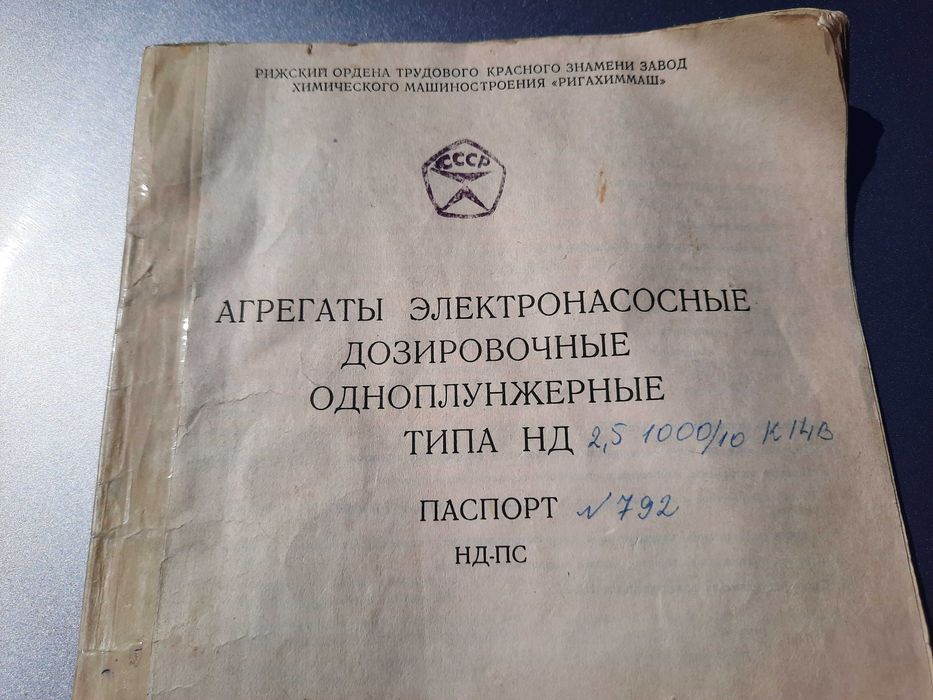 РИЖСКИЙ ОРДЕНА ТРУДОВОГО КРАСНОГО ЗНАМЕНИ ЗАВОД
ХИМИЧЕСКОГО МАШИНОСТРОЕНИЯ «РИГАХИММАШ»
СССР
АГРЕГАТЫ ЭЛЕКТРОНАСОСНЫЕ
ДОЗИРОВОЧНЫЕ
ОДНОПЛУНЖЕРНЫЕ
ТИПА НД 2,5 1000/10 К14В
ПАСПОРТ N 792
НД-ПС